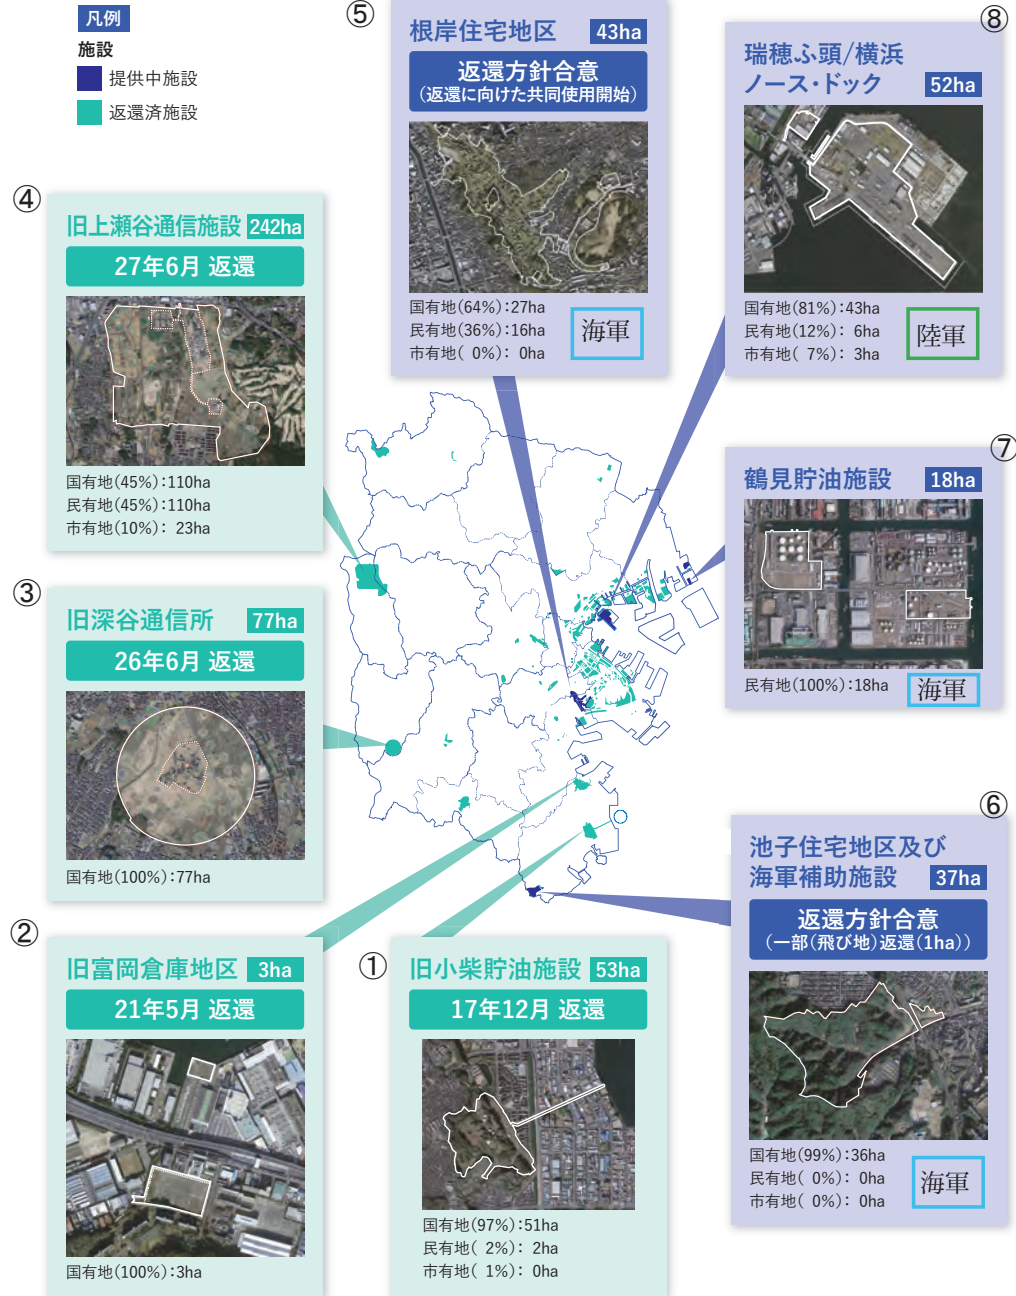 凡例
施設
提供中施設
返還済施設
⑤
根岸住宅地区 43ha
返還方針合意
(返還に向けた共同使用開始)
国有地(64%):27ha
民有地(36%):16ha
市有地( 0%): 0ha
海軍
⑧
瑞穂ふ頭/横浜
ノース・ドック 52ha
国有地(81%):43ha
民有地(12%): 6ha
市有地( 7%): 3ha
陸軍
④
旧上瀬谷通信施設 242ha
27年6月 返還
国有地(45%):110ha
民有地(45%):110ha
市有地(10%): 23ha
⑦
鶴見貯油施設 18ha
民有地(100%):18ha
海軍
③
旧深谷通信所 77ha
26年6月 返還
国有地(100%):77ha
⑥
池子住宅地区及び
海軍補助施設 37ha
返還方針合意
(一部(飛び地)返還(1ha))
国有地(99%):36ha
民有地( 0%): 0ha
市有地( 0%): 0ha
海軍
②
旧富岡倉庫地区 3ha
21年5月 返還
国有地(100%):3ha
①
旧小柴貯油施設 53ha
17年12月 返還
国有地(97%):51ha
民有地( 2%): 2ha
市有地( 1%): 0ha